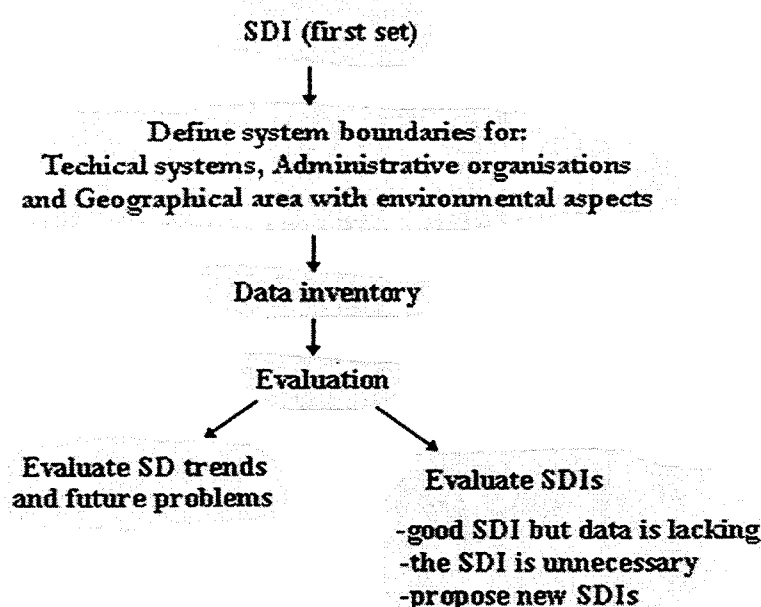 SDI (first set)
Define system boundaries for:
Techical systems, Administrative organisations
and Geographical area with environmental aspects
Data inventory
Evaluation
Evaluate SD trends
and future problems
Evaluate SDIs
-good SDI but data is lacking
-the SDI is unnecessary
-propose new SDIs